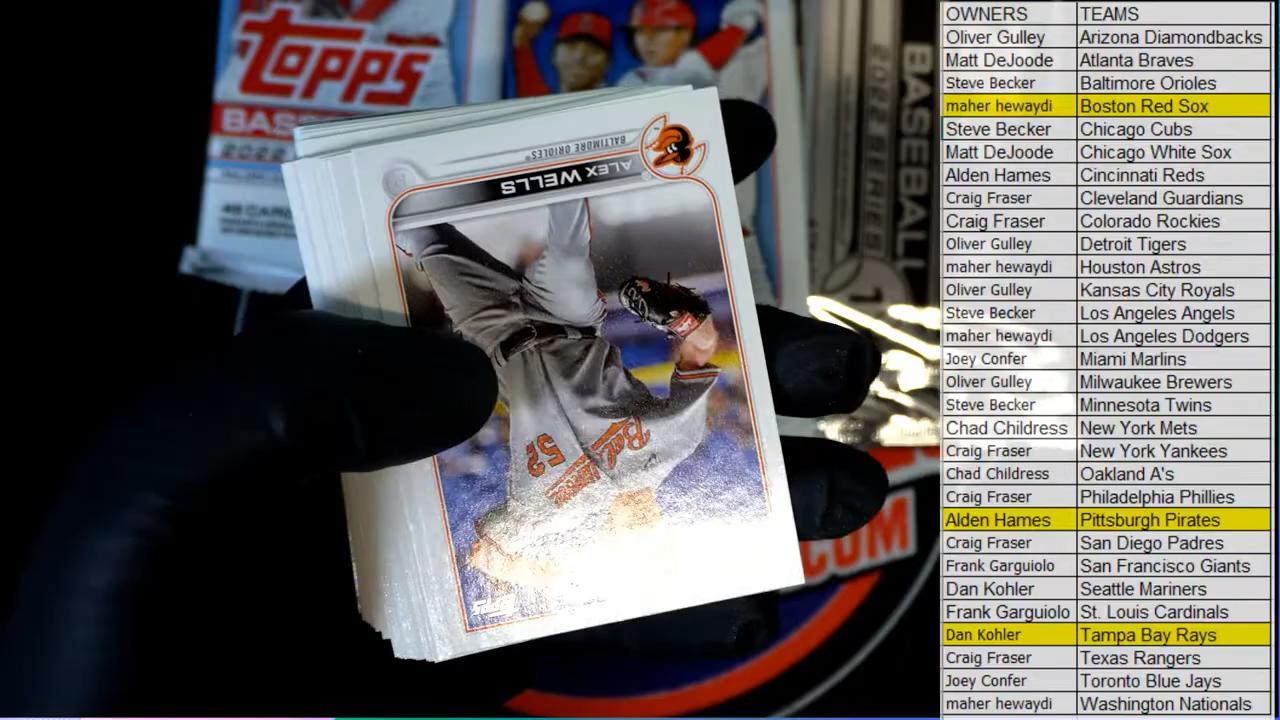 TOPPS
BASE
2022
BASEBALL
2022 SERIES
1
BALTIMORE ORIOLES
ALEX WELLS
52
Topps
.COM
OWNERS TEAMS
Oliver Gulley Arizona Diamondbacks
Matt DeJoode Atlanta Braves
Steve Becker Baltimore Orioles
maher hewaydi Boston Red Sox
Steve Becker Chicago Cubs
Matt DeJoode Chicago White Sox
Alden Hames Cincinnati Reds
Craig Fraser Cleveland Guardians
Craig Fraser Colorado Rockies
Oliver Gulley Detroit Tigers
maher hewaydi Houston Astros
Oliver Gulley Kansas City Royals
Steve Becker Los Angeles Angels
maher hewaydi Los Angeles Dodgers
Joey Confer Miami Marlins
Oliver Gulley Milwaukee Brewers
Steve Becker Minnesota Twins
Chad Childress New York Mets
Craig Fraser New York Yankees
Chad Childress Oakland A's
Craig Fraser Philadelphia Phillies
Alden Hames Pittsburgh Pirates
Craig Fraser San Diego Padres
Frank Garguiolo San Francisco Giants
Dan Kohler Seattle Mariners
Frank Garguiolo St. Louis Cardinals
Dan Kohler Tampa Bay Rays
Craig Fraser Texas Rangers
Joey Confer Toronto Blue Jays
maher hewaydi Washington Nationals